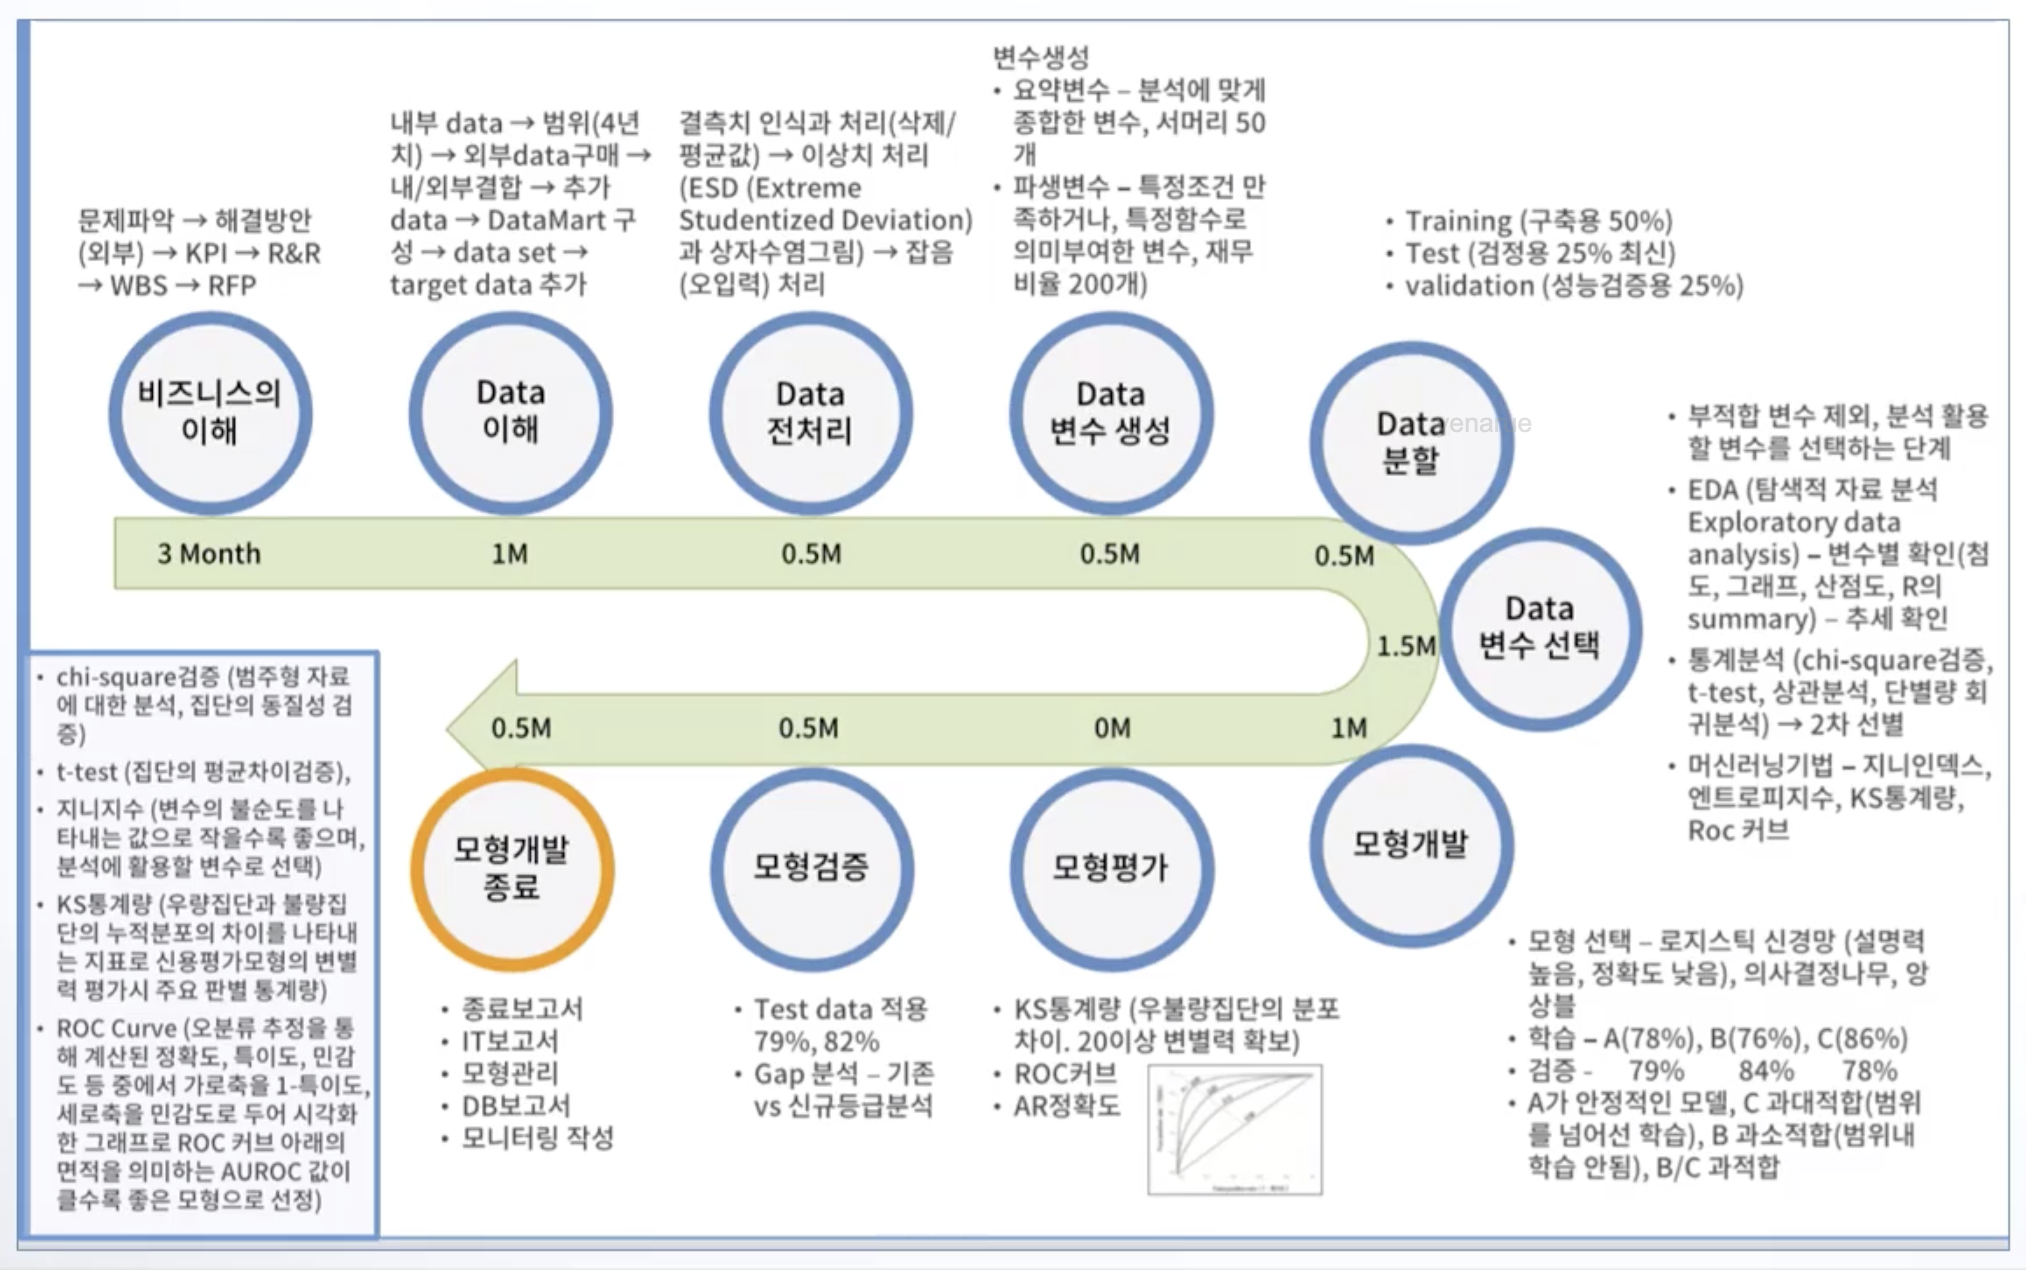 문제파악 → 해결방안
(외부) → KPI → R&R
→ WBS → RFP
내부 data → 범위(4년
치) → 외부data구매 →
내/외부결합 → 추가
data → DataMart 구
성 → data set →
target data 추가
결측치 인식과 처리(삭제/
평균값) → 이상치 처리
(ESD (Extreme
Studentized Deviation)
과 상자수염그림) → 잡음
(오입력) 처리
변수생성
• 요약변수 – 분석에 맞게
종합한 변수, 서머리 50
개
• 파생변수 – 특정조건 만
족하거나, 특정함수로
의미부여한 변수, 재무
비율 200개)
• Training (구축용 50%)
• Test (검정용 25% 최신)
• validation (성능검증용 25%)
비즈니스의
이해
Data
이해
Data
전처리
Data
변수 생성
Data
분할
3 Month
1M
0.5M
0.5M
0.5M
Data
변수 선택
1.5M
• 부적합 변수 제외, 분석 활용
할 변수를 선택하는 단계
• EDA (탐색적 자료 분석
Exploratory data
analysis) – 변수별 확인(첨
도, 그래프, 산점도, R의
summary) – 추세 확인
• 통계분석 (chi-square검증,
t-test, 상관분석, 단별량 회
귀분석) → 2차 선별
• 머신러닝기법 – 지니인덱스,
엔트로피지수, KS통계량,
Roc 커브
1M
0M
0.5M
0.5M
모형개발
모형평가
모형검증
모형개발
종료
• 모형 선택 – 로지스틱 신경망 (설명력
높음, 정확도 낮음), 의사결정나무, 앙
상블
• 학습 – A(78%), B(76%), C(86%)
• 검증 - 79% 84% 78%
• A가 안정적인 모델, C 과대적합(범위
를 넘어선 학습), B 과소적합(범위내
학습 안됨), B/C 과적합
• KS통계량 (우불량집단의 분포
차이. 20이상 변별력 확보)
• ROC커브
• AR정확도
• Test data 적용
79%, 82%
• Gap 분석 – 기존
vs 신규등급분석
• 종료보고서
• IT보고서
• 모형관리
• DB보고서
• 모니터링 작성
• chi-square검증 (범주형 자료
에 대한 분석, 집단의 동질성 검
증)
• t-test (집단의 평균차이검증),
• 지니지수 (변수의 불순도를 나
타내는 값으로 작을수록 좋으며,
분석에 활용할 변수로 선택)
• KS통계량 (우량집단과 불량집
단의 누적분포의 차이를 나타내
는 지표로 신용평가모형의 변별
력 평가시 주요 판별 통계량)
• ROC Curve (오분류 추정을 통
해 계산된 정확도, 특이도, 민감
도 등 중에서 가로축을 1-특이도,
세로축을 민감도로 두어 시각화
한 그래프로 ROC 커브 아래의
면적을 의미하는 AUROC 값이
클수록 좋은 모형으로 선정)